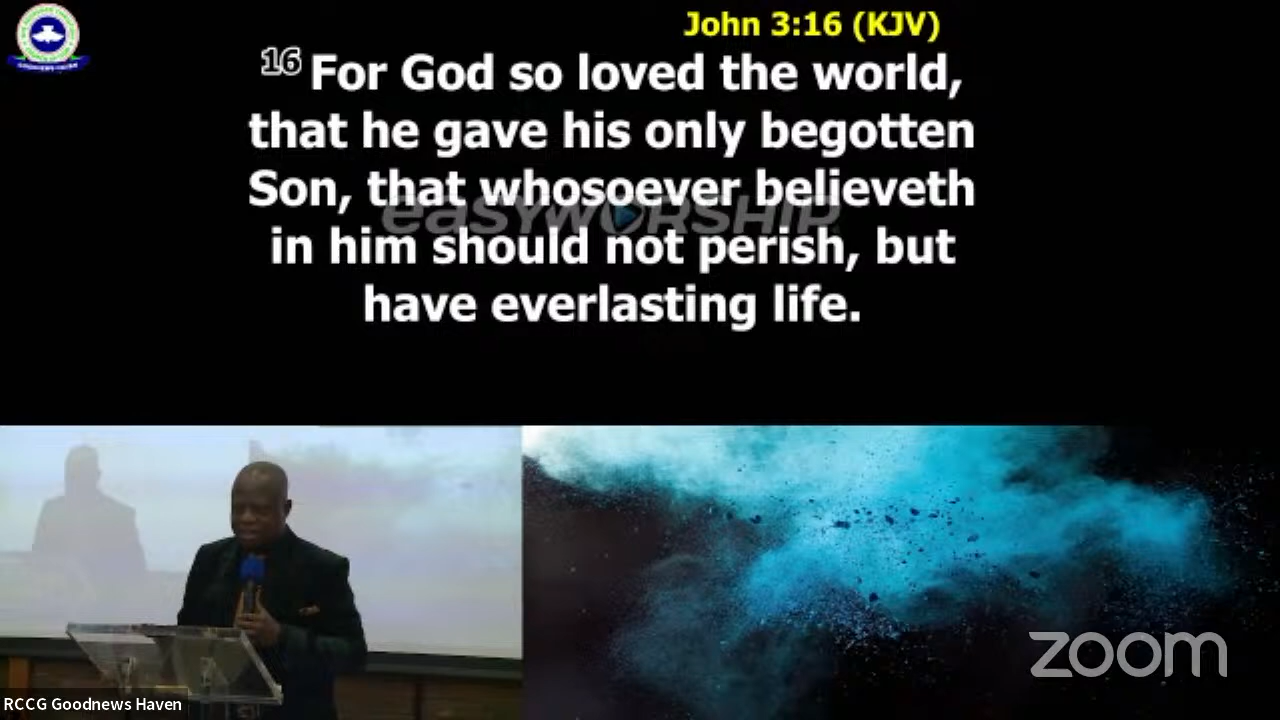 John 3:16 (KJV)
16 For God so loved the world,
that he gave his only begotten
Son, that whosoever believeth
in him should not perish, but
have everlasting life.
easyworship
RCCG Goodnews Haven
zoom